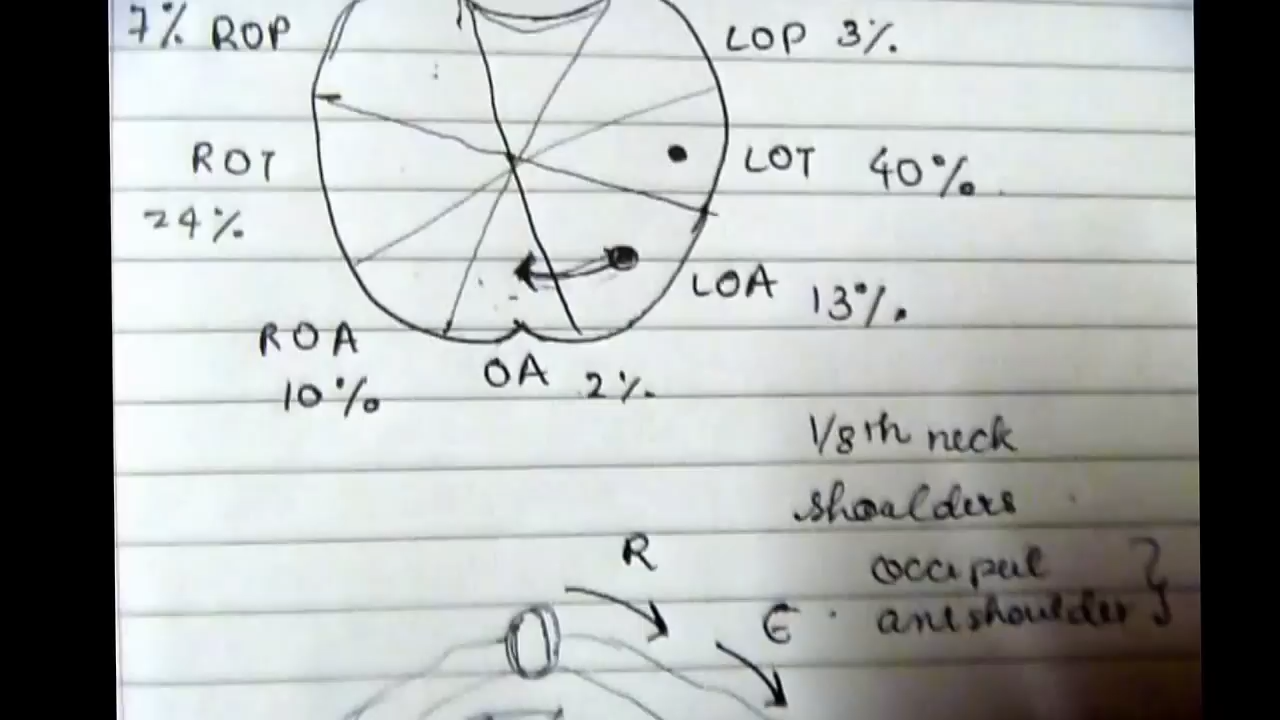 7% ROP
LOP 3%.
ROT
LOT 40%.
24%
LOA 13%.
ROA
10%
OA 2%.
1/8th neck
shoulders
R
occiput
E. ant shoulder }